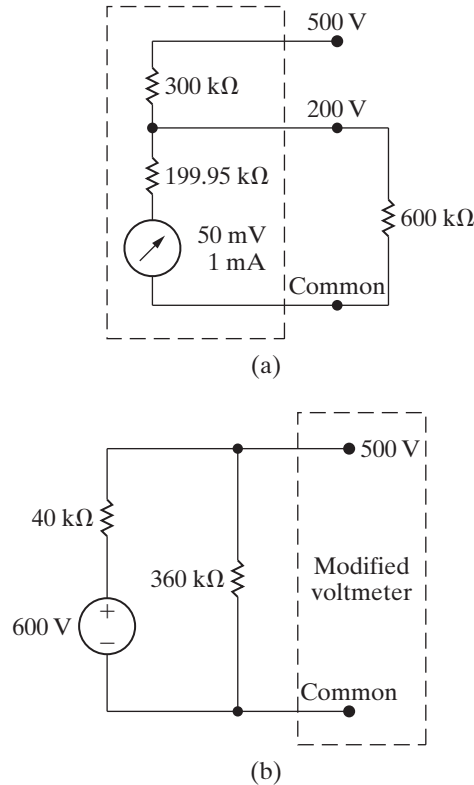 500 V
300 kΩ
200 V
199.95 kΩ
600 kΩ
50 mV
1 mA
Common
(a)
500 V
40 kΩ
360 kΩ
Modified
voltmeter
600 V
+
−
Common
(b)